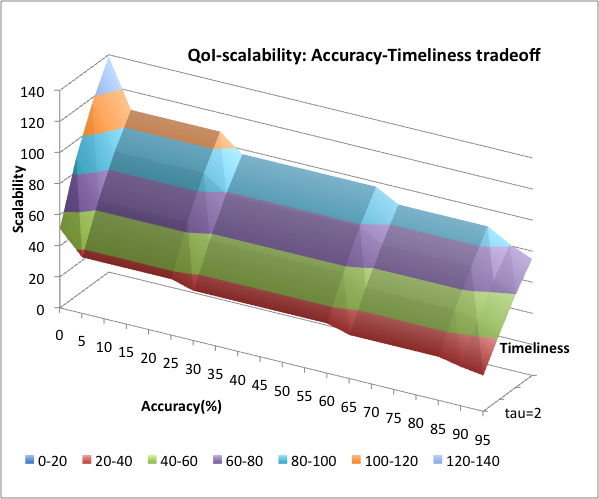 QoI-scalability: Accuracy-Timeliness tradeoff
140
120
100
80
60
40
20
0
Scalability
0 5 10 15 20 25 30 35 40 45 50 55 60 65 70 75 80 85 90 95
Accuracy(%)
Timeliness
tau=2
0-20 20-40 40-60 60-80 80-100 100-120 120-140